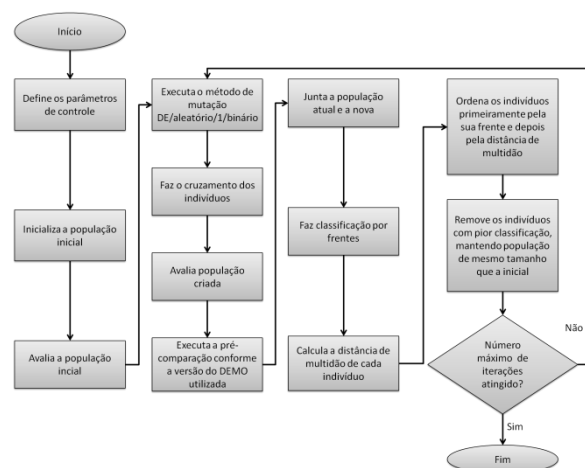 Início
Define os parâmetros
de controle
Inicializa a população
inicial
Avalia a população
incial
Executa o método de
mutação
DE/aleatório/1/binário
Faz o cruzamento dos
indivíduos
Avalia população
criada
Executa a pré-
comparação conforme
a versão do DEMO
utilizada
Junta a população
atual e a nova
Faz classificação por
frentes
Calcula a distância de
multidão de cada
indivíduo
Ordena os indivíduos
primeiramente pela
sua frente e depois
pela distância de
multidão
Remove os indivíduos
com pior classificação,
mantendo população
de mesmo tamanho
que a inicial
Número
máximo de
iterações
atingido?
Não
Sim
Fim